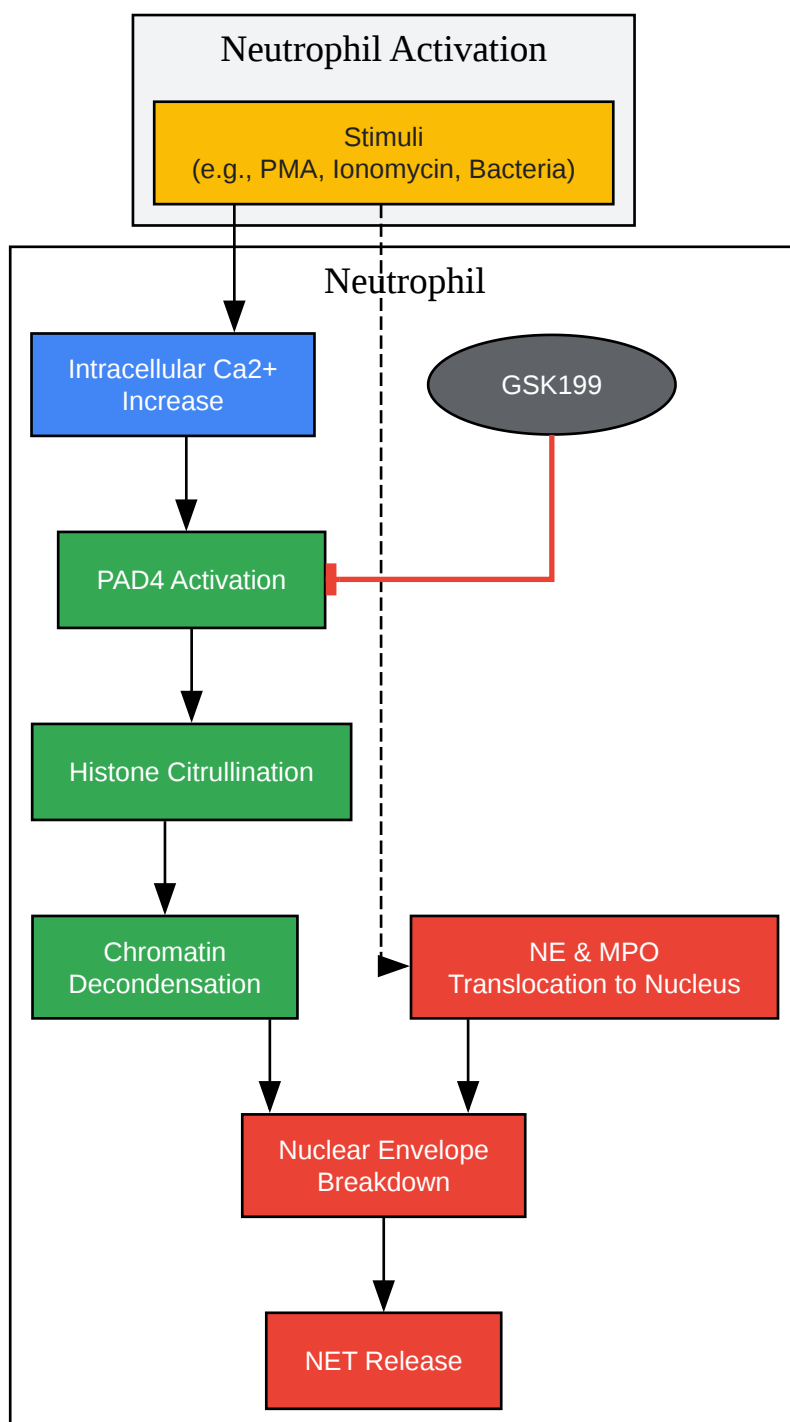 Neutrophil Activation
Stimuli
(e.g., PMA, Ionomycin, Bacteria)
Neutrophil
Intracellular Ca2+
Increase
GSK199
PAD4 Activation
Histone Citrullination
Chromatin
Decondensation
NE & MPO
Translocation to Nucleus
Nuclear Envelope
Breakdown
NET Release